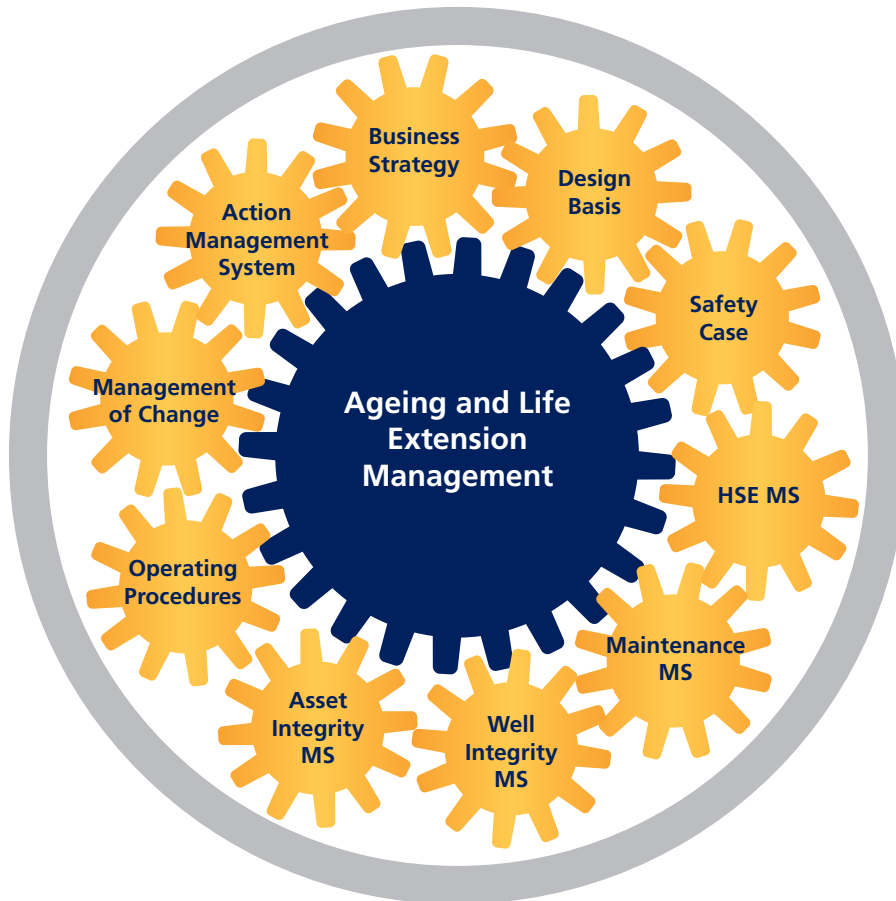 Business
Strategy
Design
Basis
Action
Management
System
Safety
Case
Management
of Change
Ageing and Life
Extension
Management
HSE MS
Operating
Procedures
Maintenance
MS
Asset
Integrity
MS
Well
Integrity
MS